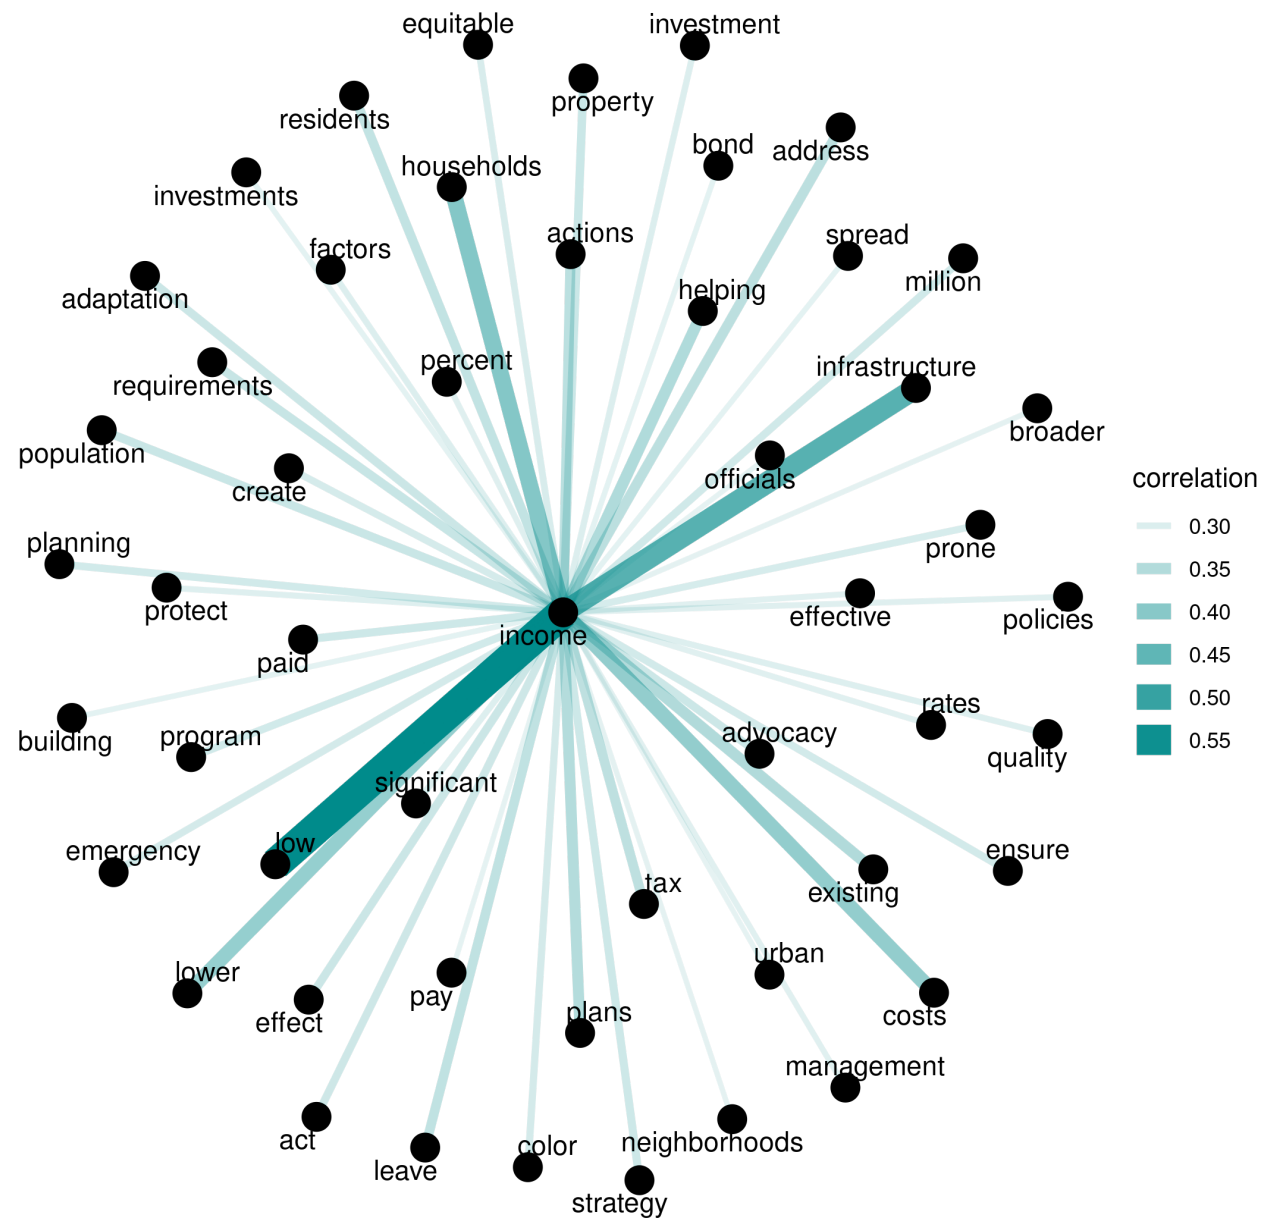 equitable
investment
property
residents
bond
address
households
investments
actions
spread
factors
million
helping
adaptation
percent
infrastructure
requirements
broader
population
officials
create
planning
prone
protect
effective
policies
income
paid
rates
building
program
advocacy
quality
significant
low
emergency
ensure
tax
existing
urban
lower
pay
plans
costs
effect
management
act
color
neighborhoods
leave
strategy
correlation
0.30
0.35
0.40
0.45
0.50
0.55